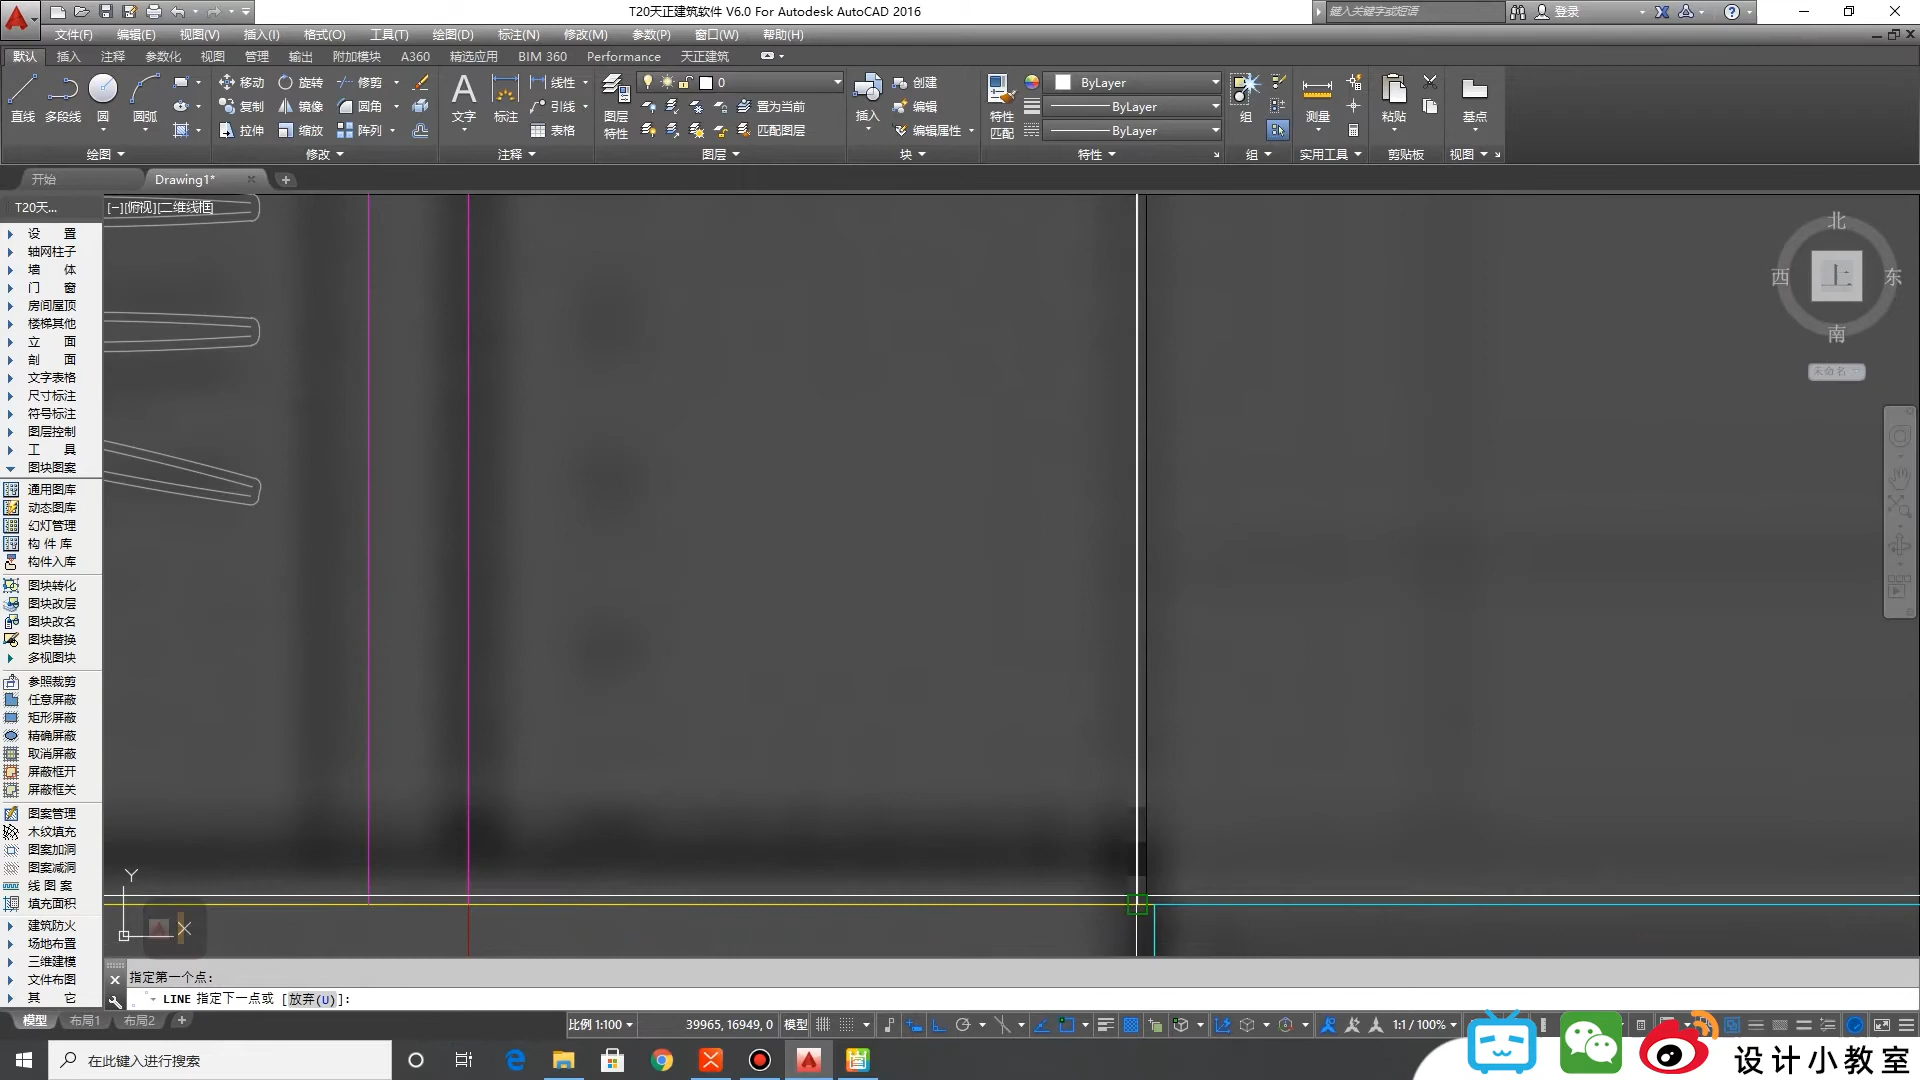 T20天正建筑软件 V6.0 For Autodesk AutoCAD 2016
键入关键字或短语
登录
文件(F) 编辑(E) 视图(V) 插入(I) 格式(O) 工具(T) 绘图(D) 标注(N) 修改(M) 参数(P) 窗口(W) 帮助(H)
默认 插入 注释 参数化 视图 管理 输出 附加模块 A360 精选应用 BIM 360 Performance 天正建筑
直线 多段线 圆 圆弧
移动 旋转 修剪
复制 镜像 圆角
拉伸 缩放 阵列
文字 标注
线性
引线
表格
图层
特性
0
置为当前
匹配图层
插入
创建
编辑
编辑属性
特性
匹配
ByLayer
ByLayer
ByLayer
组
测量
粘贴
基点
绘图 修改 注释 图层 块 特性 组 实用工具 剪贴板 视图
开始 Drawing1*
T20天...
[−][俯视][二维线框]
设 置
轴网柱子
墙 体
门 窗
房间屋顶
楼梯其他
立 面
剖 面
文字表格
尺寸标注
符号标注
图层控制
工 具
图块图案
通用图库
动态图库
幻灯管理
构 件 库
构件入库
图块转化
图块改层
图块改名
图块替换
多视图块
参照裁剪
任意屏蔽
矩形屏蔽
精确屏蔽
取消屏蔽
屏蔽框开
屏蔽框关
图案管理
木纹填充
图案加洞
图案减洞
线 图 案
填充面积
建筑防火
场地布置
三维建模
文件布图
其 它
北
西 上 东
南
未命名
Y
X
指定第一个点:
LINE 指定下一点或 [放弃(U)]:
模型 布局1 布局2
比例 1:100
39965, 16949, 0
模型
1:1 / 100%
在此键入进行搜索
设计小教室